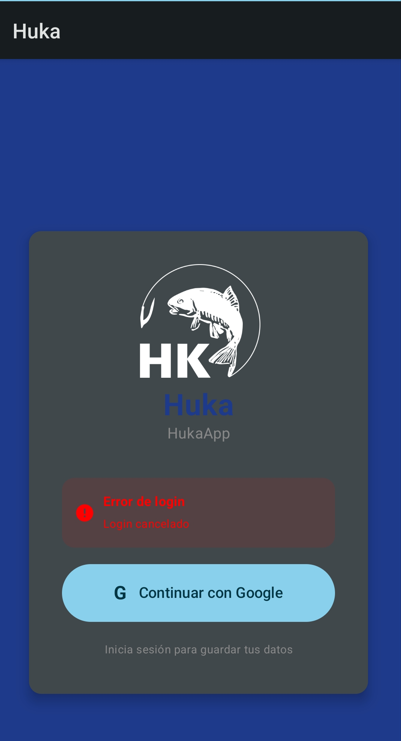 Huka
HK
Huka
HukaApp
Error de login
Login cancelado
G Continuar con Google
Inicia sesión para guardar tus datos